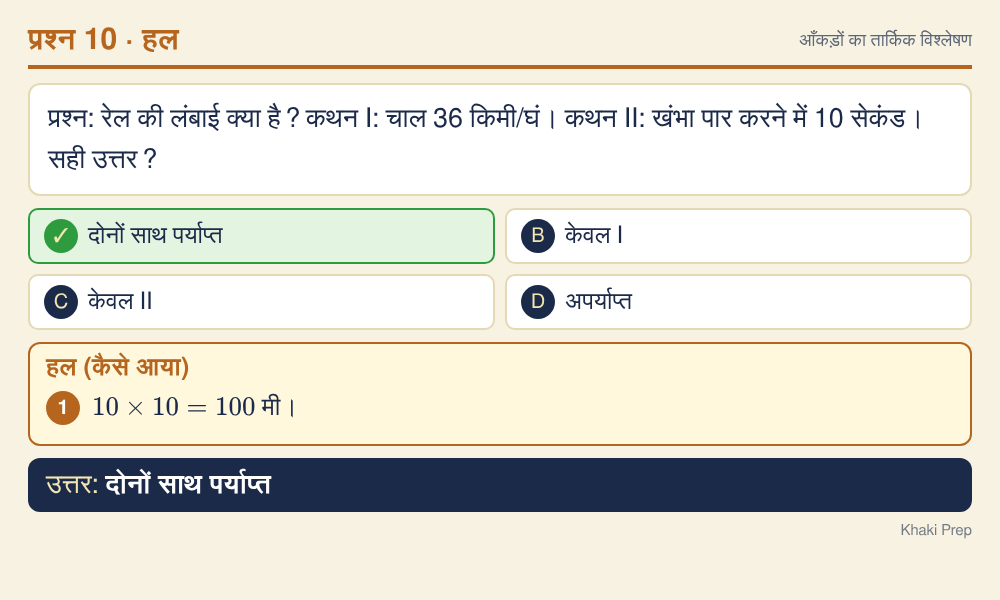 प्रश्न 10 · हल
आँकड़ों का तार्किक विश्लेषण
प्रश्न: रेल की लंबाई क्या है ? कथन I: चाल 36 किमी/घं । कथन II: खंभा पार करने में 10 सेकंड ।
सही उत्तर ?
✓ दोनों साथ पर्याप्त
B केवल I
C केवल II
D अपर्याप्त
हल (कैसे आया)
1 10 × 10 = 100 मी ।
उत्तर: दोनों साथ पर्याप्त
Khaki Prep